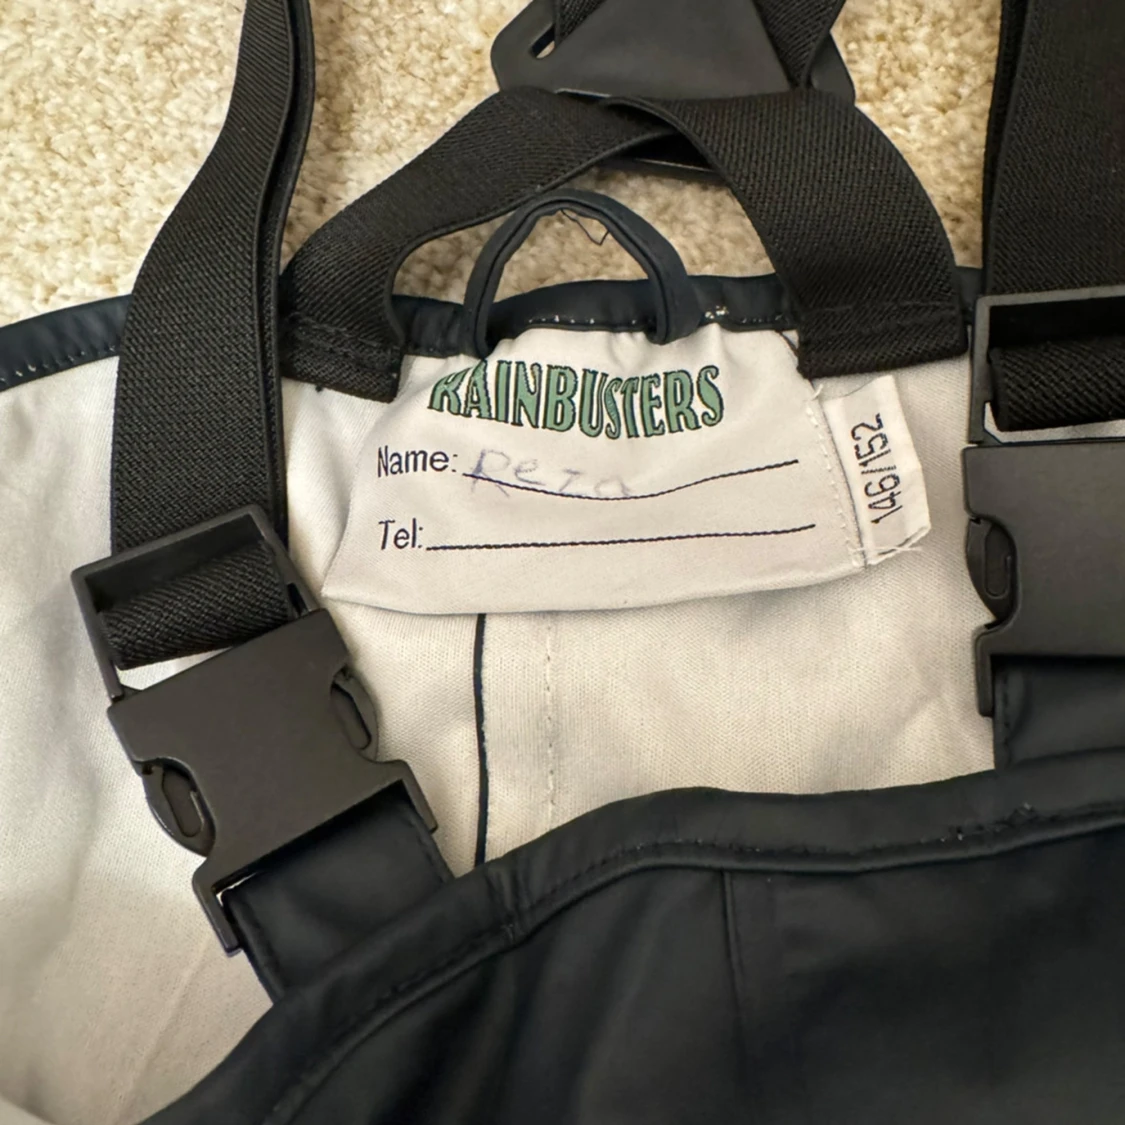 RAINBUSTERS
Name: Reza
Tel:
146/152